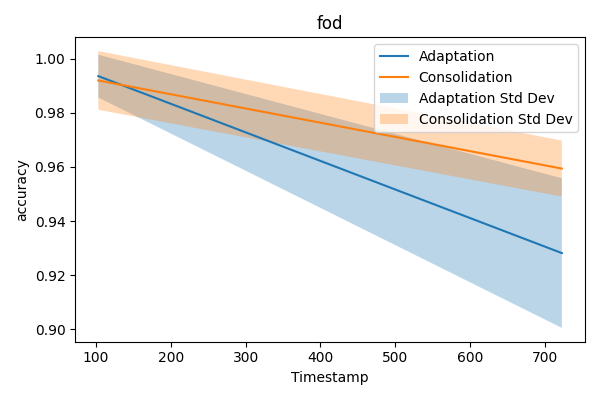 fod
1.00
0.98
0.96
0.94
0.92
0.90
accuracy
Adaptation
Consolidation
Adaptation Std Dev
Consolidation Std Dev
100 200 300 400 500 600 700
Timestamp